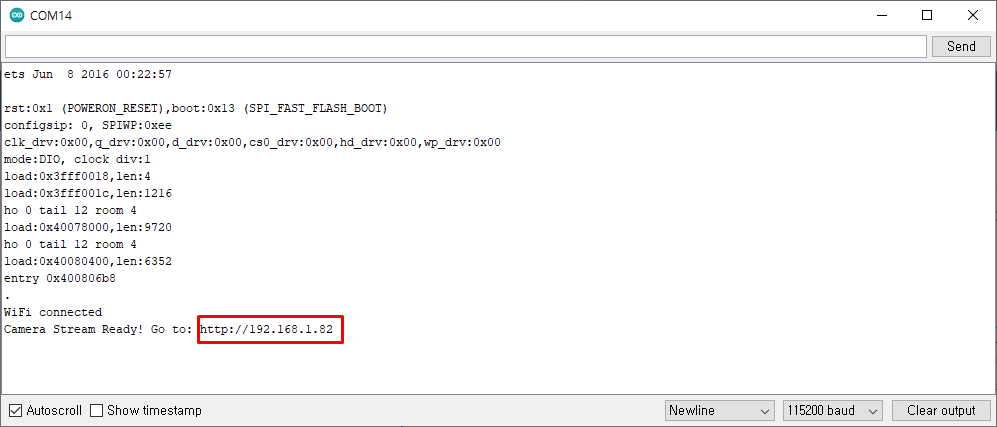 COM14
Send
ets Jun  8 2016 00:22:57
rst:0x1 (POWERON_RESET),boot:0x13 (SPI_FAST_FLASH_BOOT)
configsip: 0, SPIWP:0xee
clk_drv:0x00,q_drv:0x00,d_drv:0x00,cs0_drv:0x00,hd_drv:0x00,wp_drv:0x00
mode:DIO, clock div:1
load:0x3fff0018,len:4
load:0x3fff001c,len:1216
ho 0 tail 12 room 4
load:0x40078000,len:9720
ho 0 tail 12 room 4
load:0x40080400,len:6352
entry 0x400806b8
.
WiFi connected
Camera Stream Ready! Go to: http://192.168.1.82
Autoscroll Show timestamp Newline 115200 baud Clear output